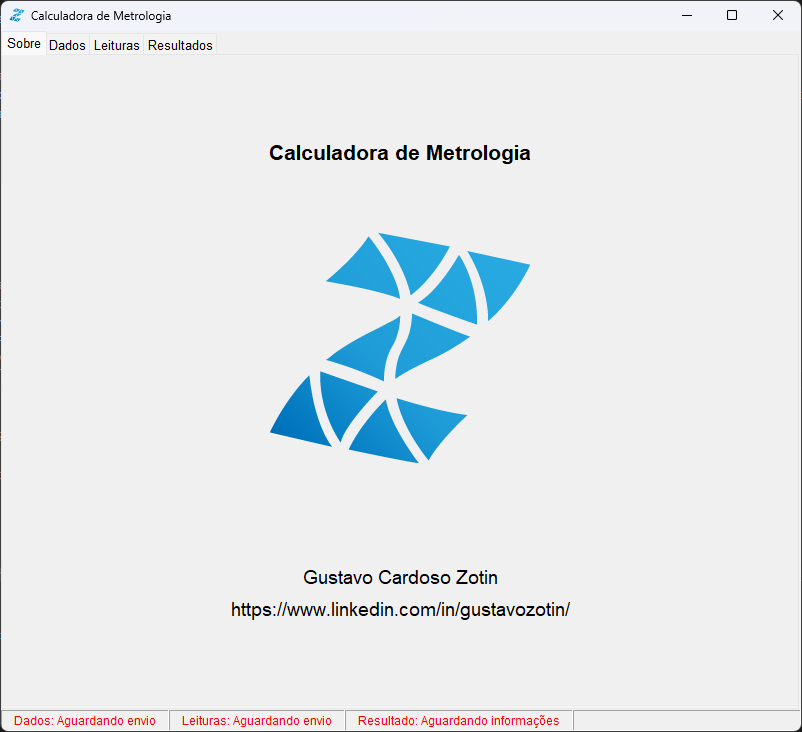 Calculadora de Metrologia
Sobre Dados Leituras Resultados
Calculadora de Metrologia
Gustavo Cardoso Zotin
https://www.linkedin.com/in/gustavozotin/
Dados: Aguardando envio Leituras: Aguardando envio Resultado: Aguardando informações